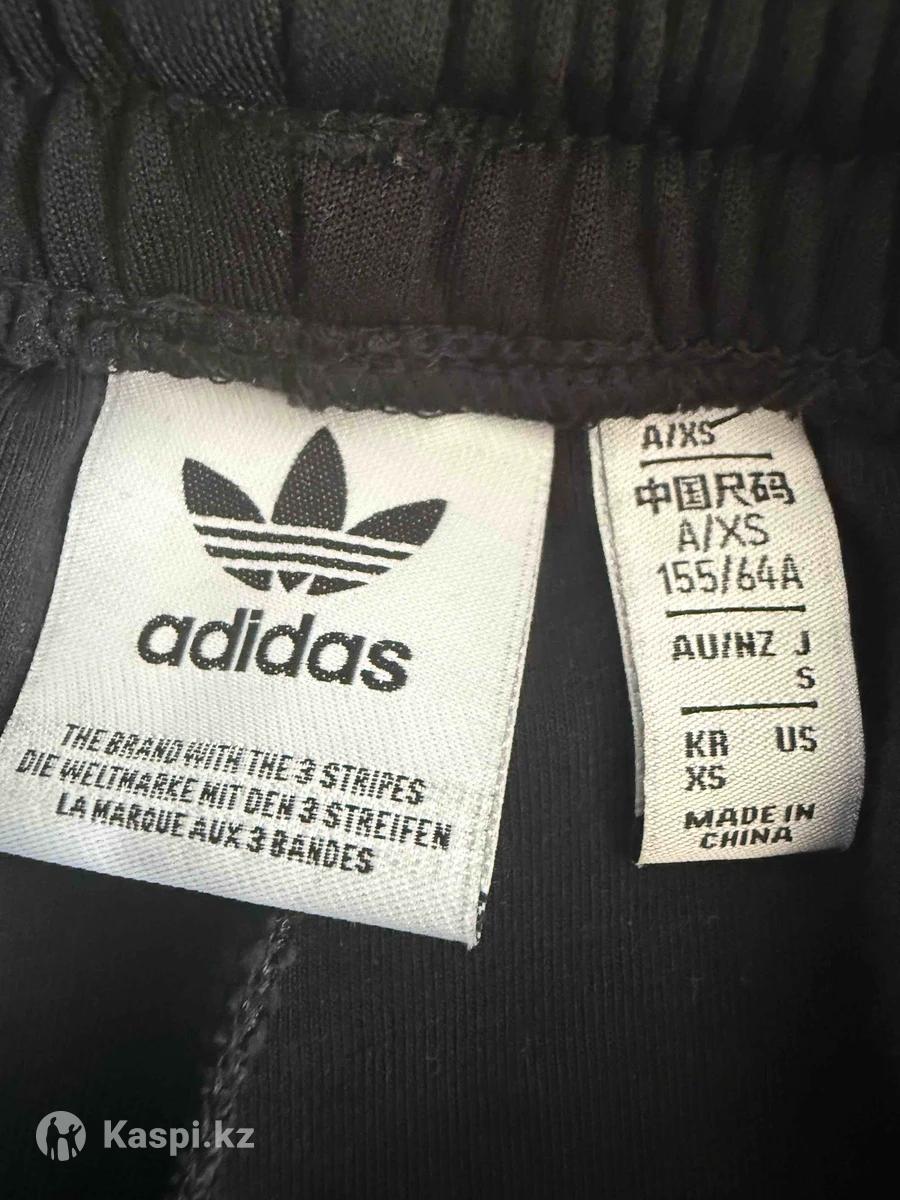 adidas
THE BRAND WITH THE 3 STRIPES
DIE WELTMARKE MIT DEN 3 STREIFEN
LA MARQUE AUX 3 BANDES
A/XS
中国尺码
A/XS
155/64A
AU/NZ J
S
KR US
XS
MADE IN
CHINA
Kaspi.kz